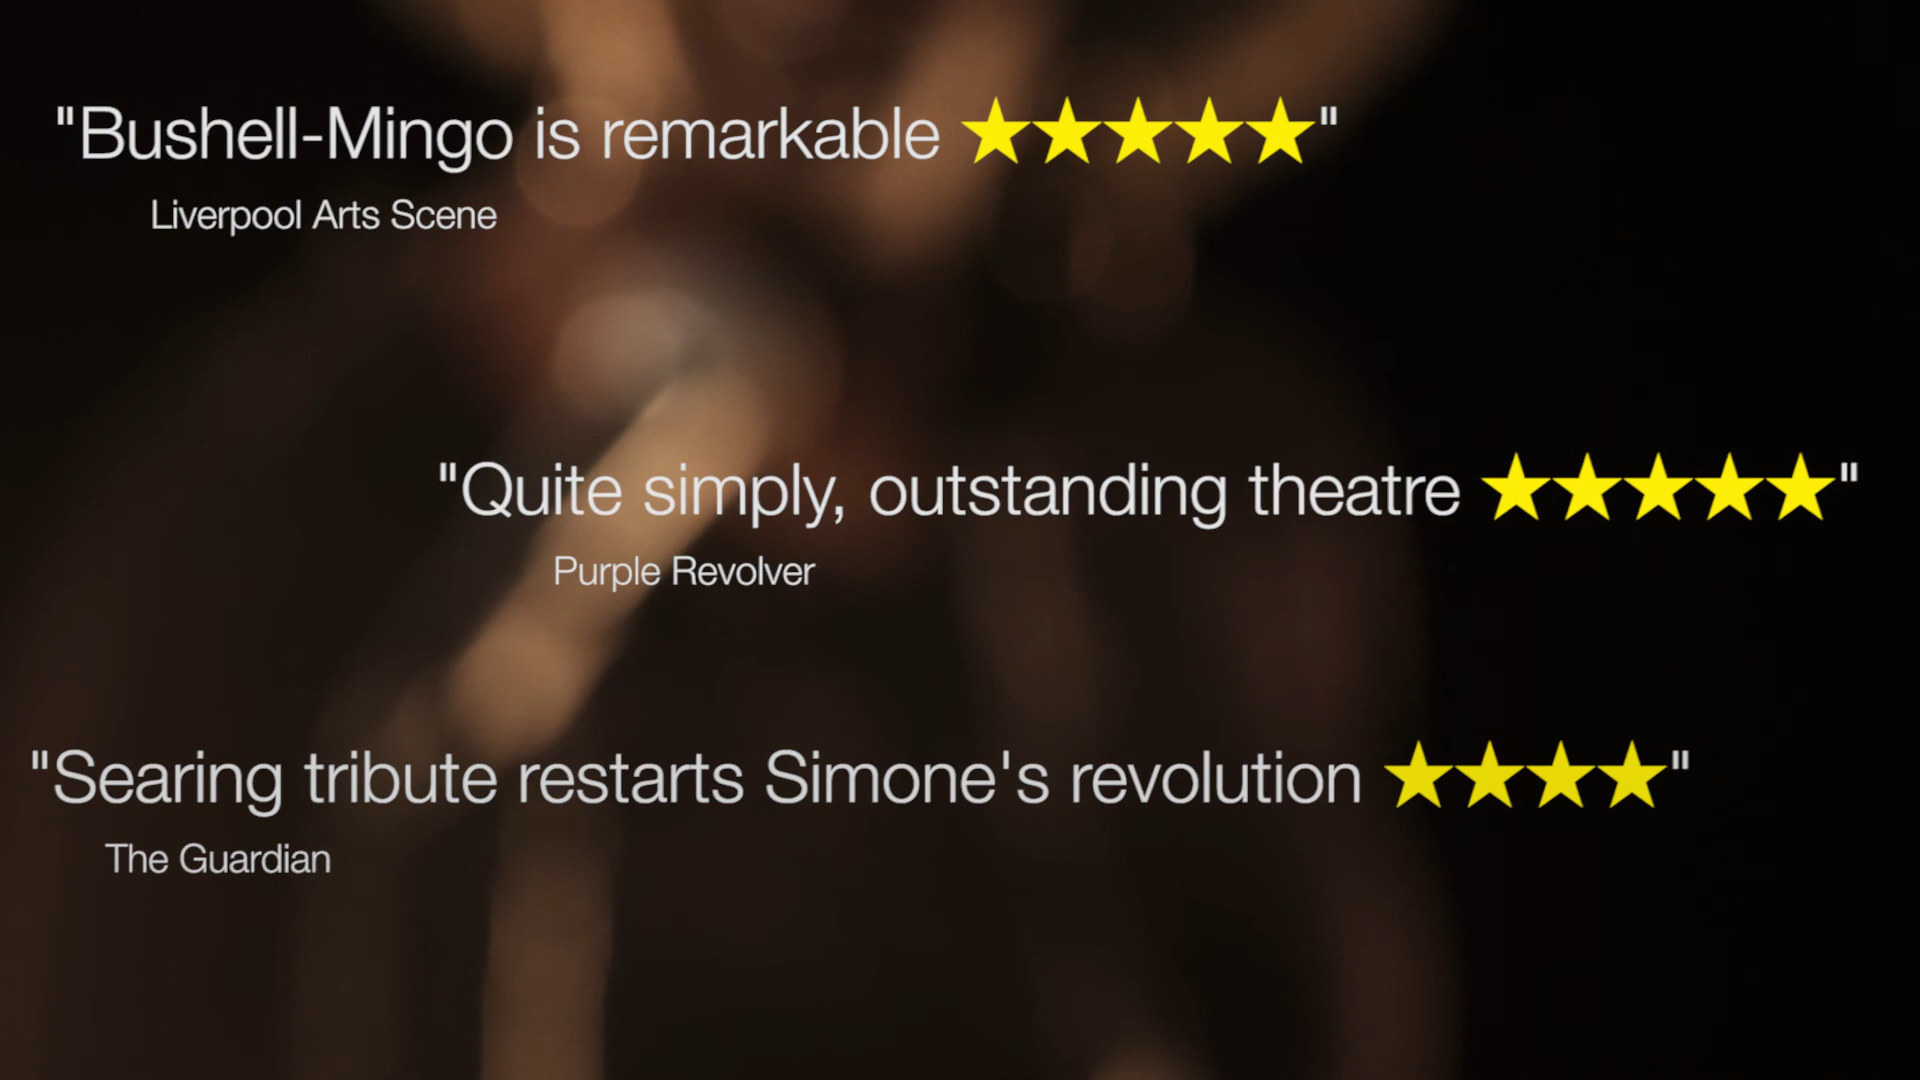 "Bushell-Mingo is remarkable ★★★★★"
Liverpool Arts Scene
"Quite simply, outstanding theatre ★★★★★"
Purple Revolver
"Searing tribute restarts Simone's revolution ★★★★"
The Guardian